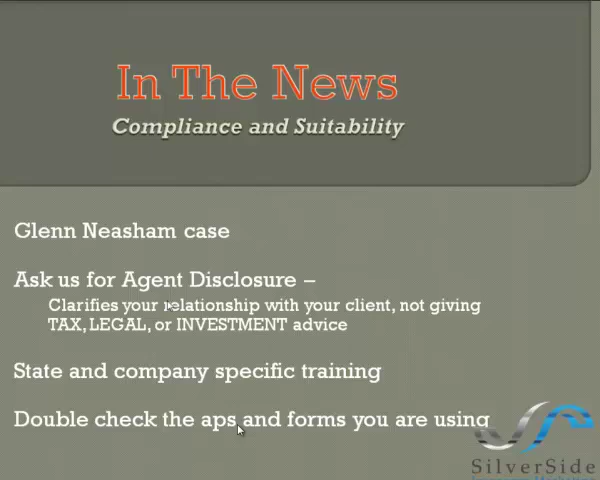 In The News
Compliance and Suitability
Glenn Neasham case
Ask us for Agent Disclosure –
Clarifies your relationship with your client, not giving
TAX, LEGAL, or INVESTMENT advice
State and company specific training
Double check the aps and forms you are using
SilverSide